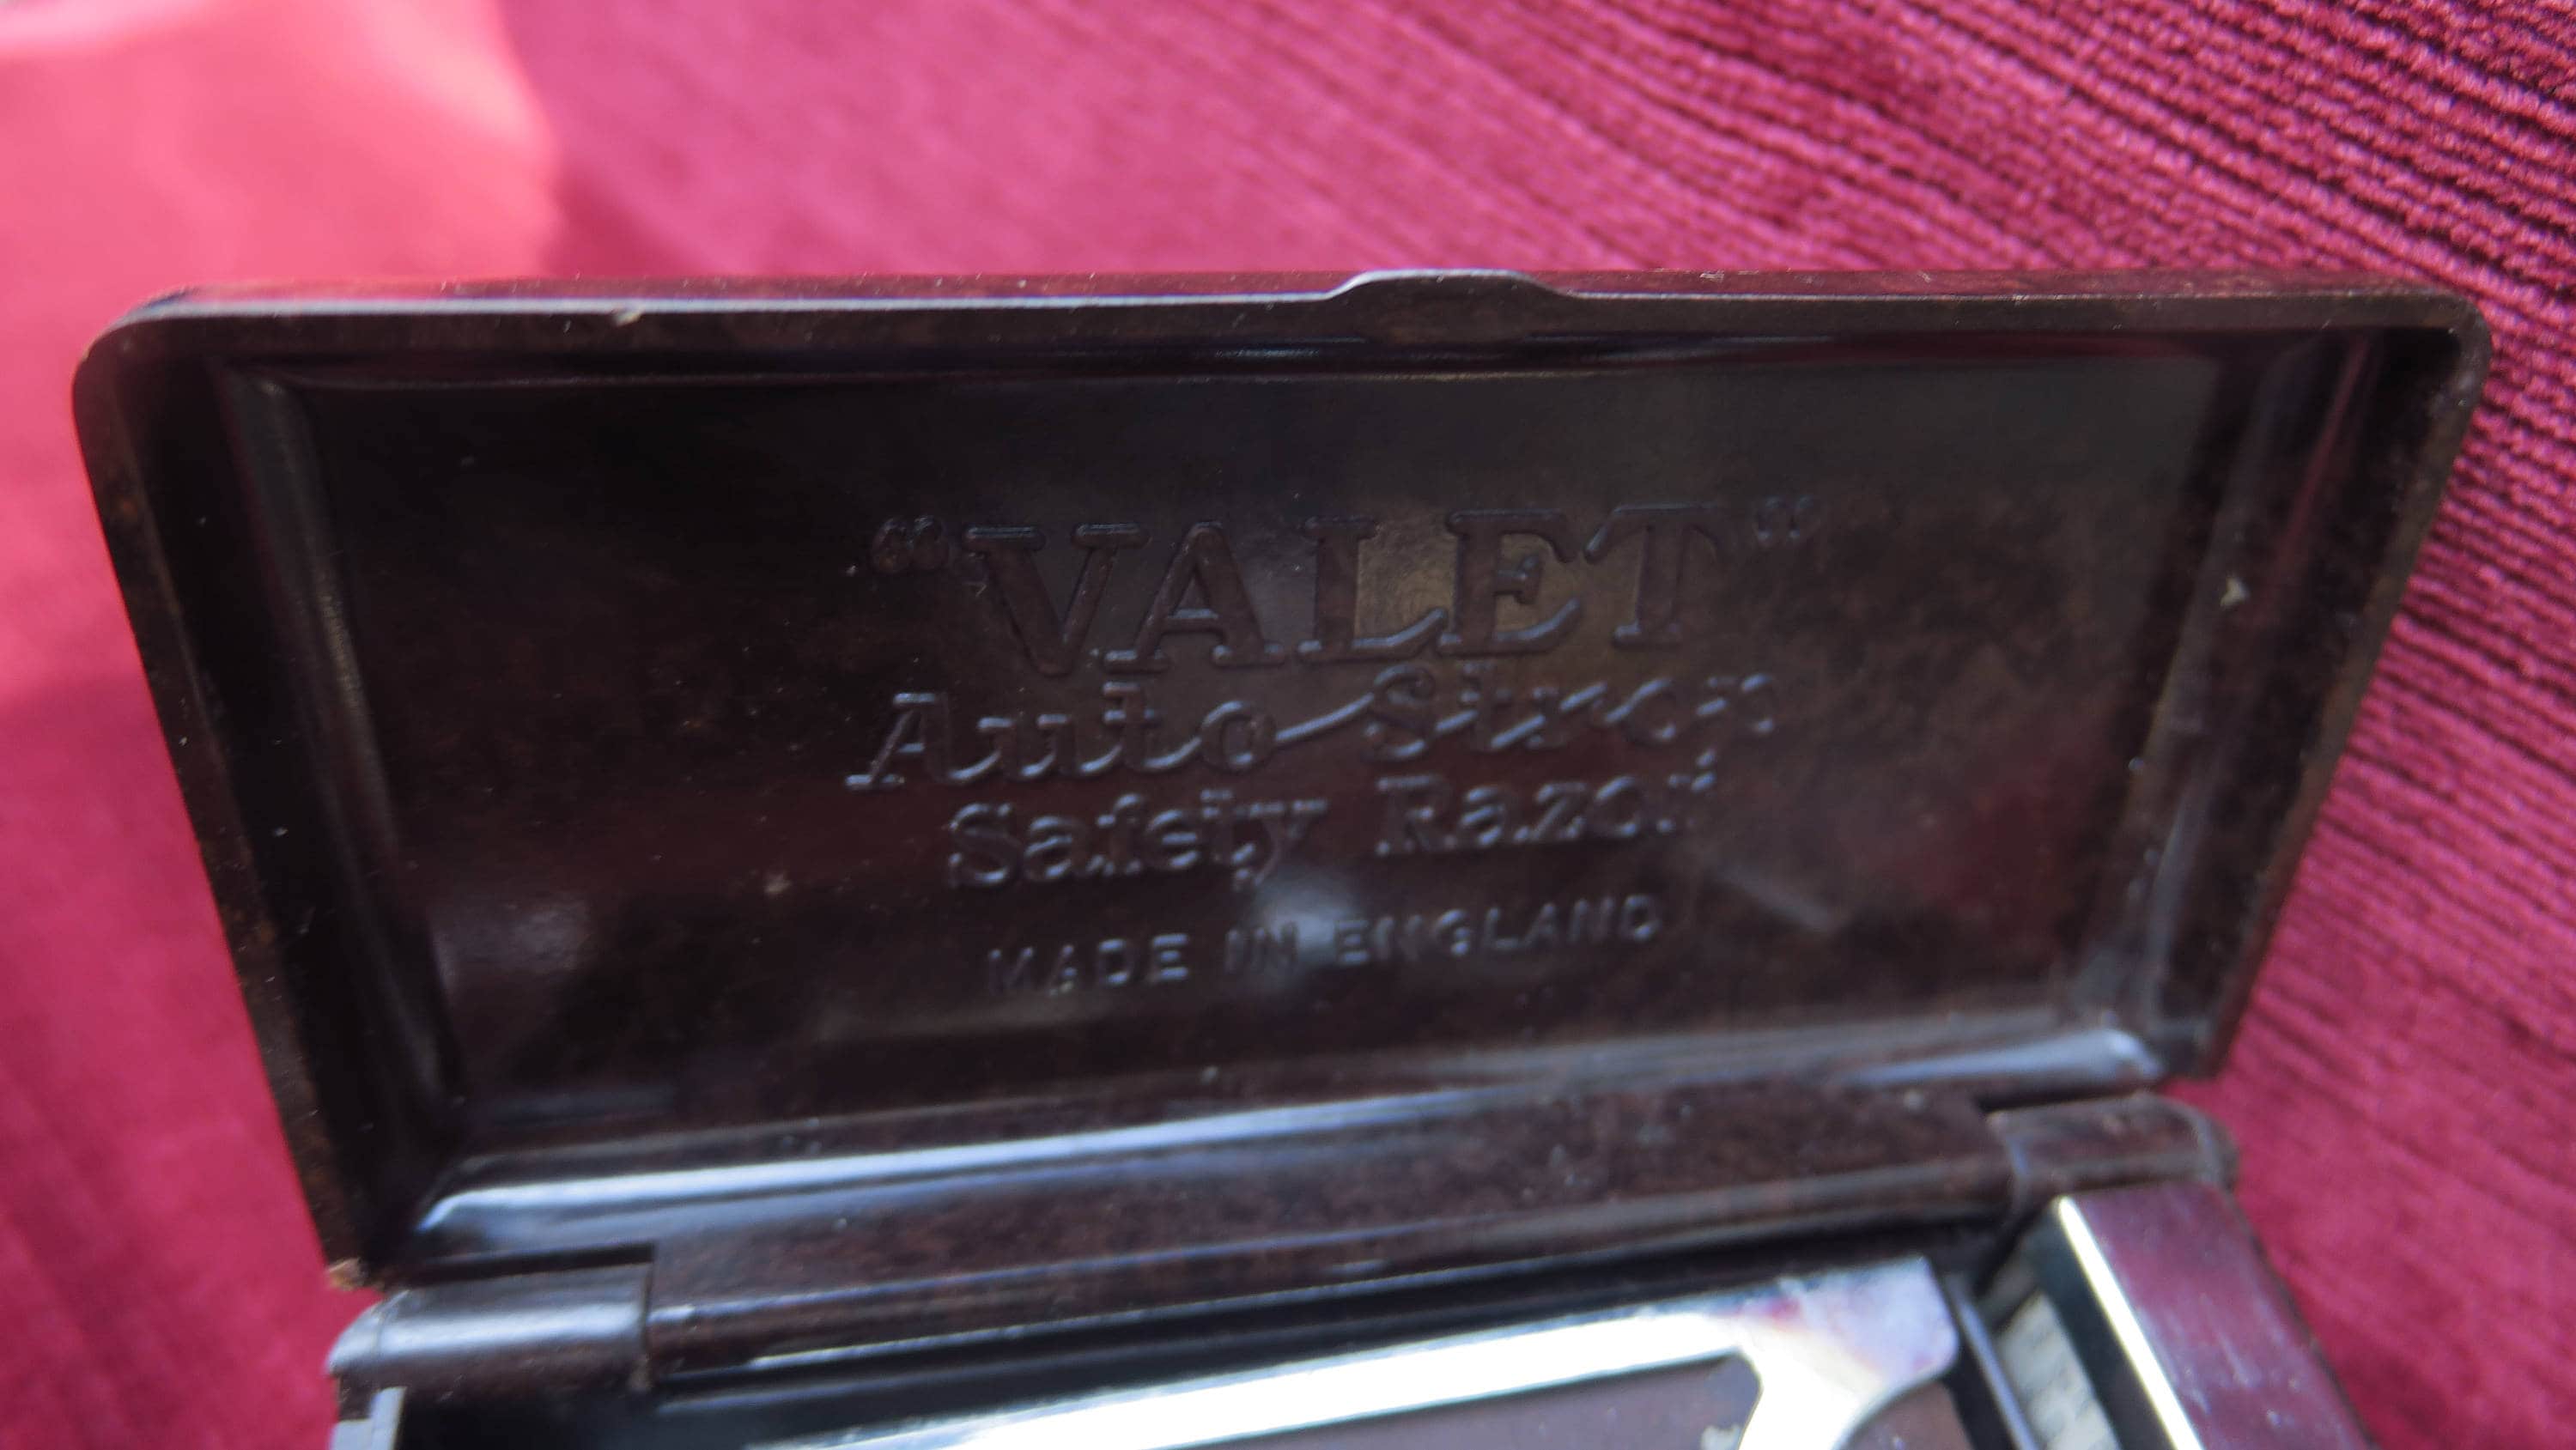 “VALET“
Auto-Strop
Safety Razor
MADE IN ENGLAND